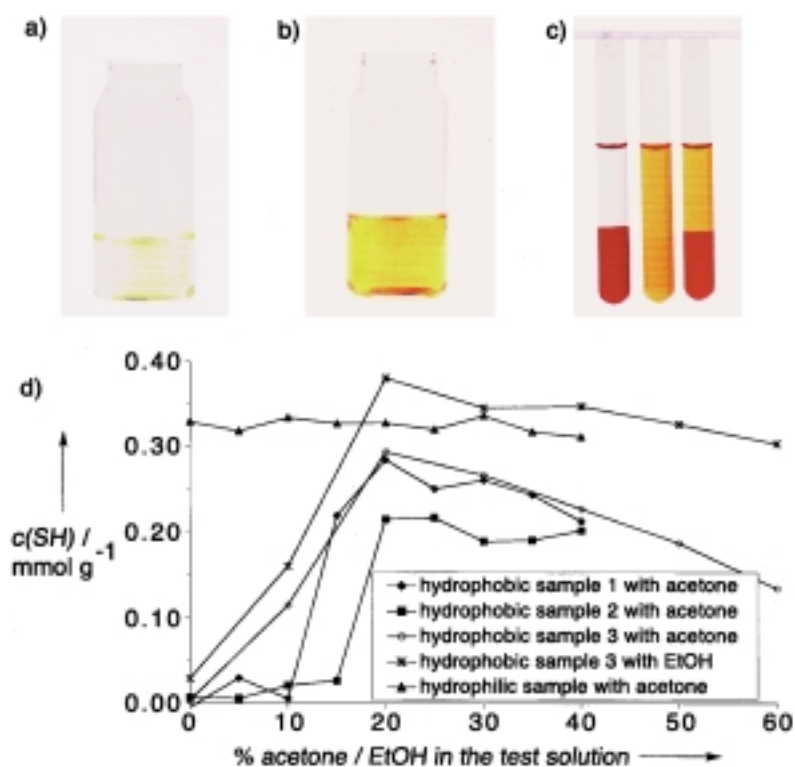 a)
b)
c)
d)
0.40
0.30
0.20
0.10
0.00
c(SH) /
mmol g⁻¹
hydrophobic sample 1 with acetone
hydrophobic sample 2 with acetone
hydrophobic sample 3 with acetone
hydrophobic sample 3 with EtOH
hydrophilic sample with acetone
0 10 20 30 40 50 60
% acetone / EtOH in the test solution